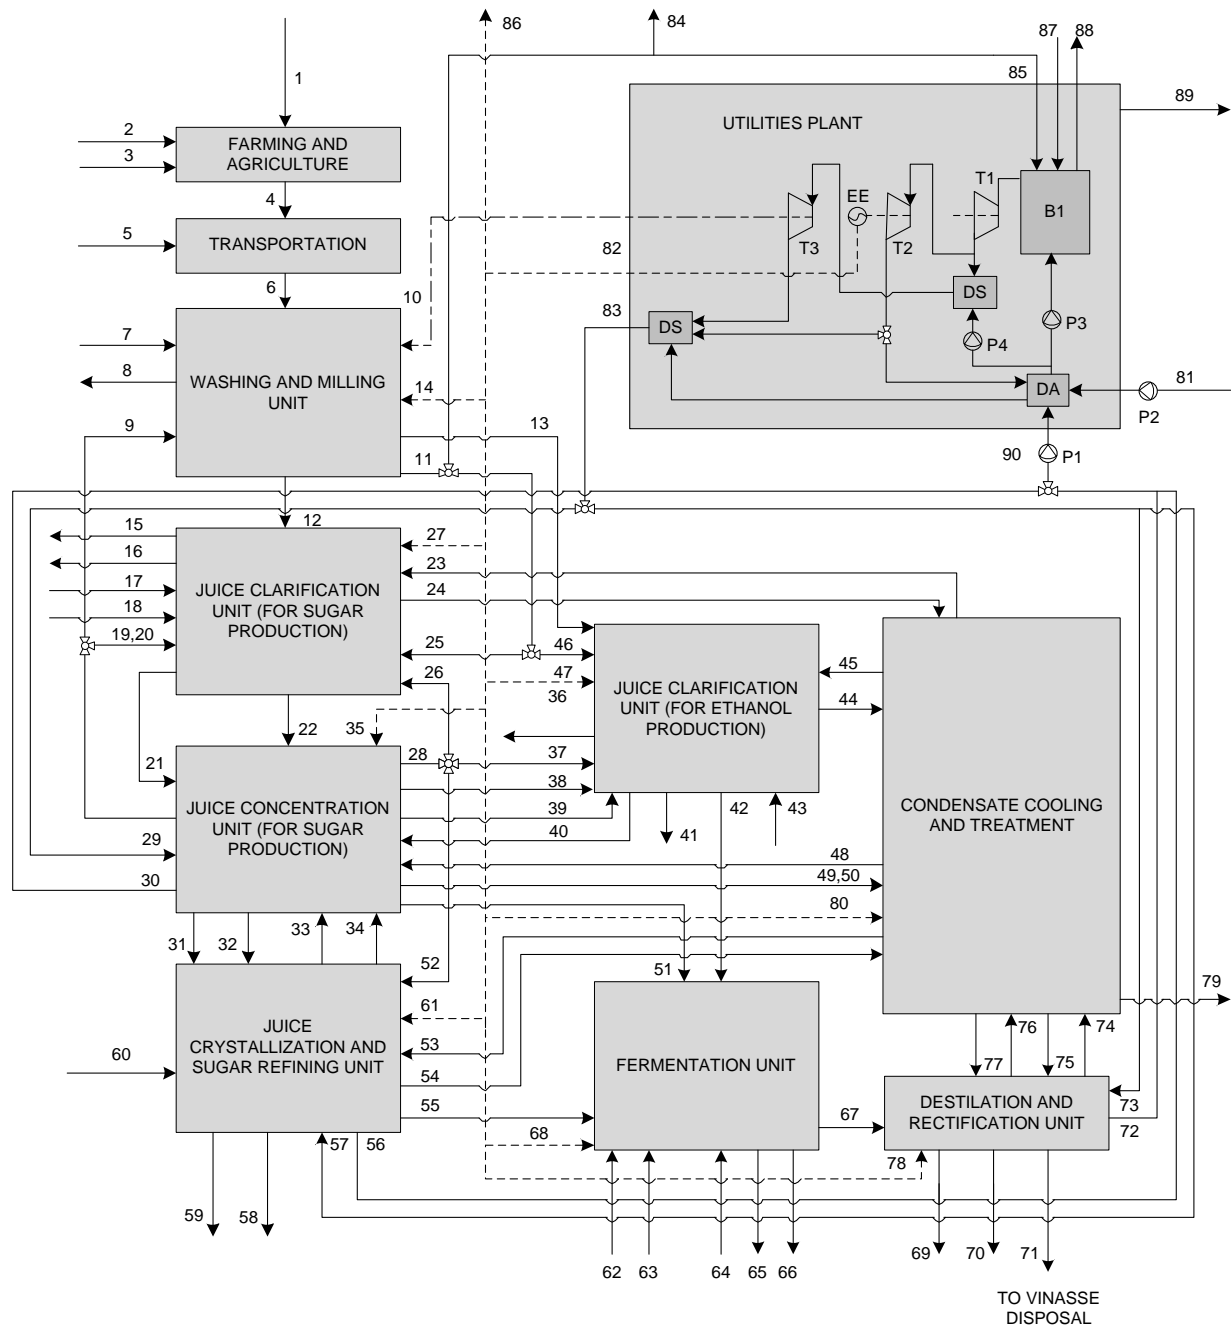 86
84
87
88
1
85
89
2
3
FARMING AND
AGRICULTURE
UTILITIES PLANT
4
5
TRANSPORTATION
6
T1
EE
B1
T3
T2
82
10
83
DS
DS
P3
P4
7
8
WASHING AND MILLING
UNIT
14
DA
81
P2
9
13
11
90
P1
12
15
16
17
18
19,20
JUICE CLARIFICATION
UNIT (FOR SUGAR
PRODUCTION)
27
23
24
25
46
26
47
36
JUICE CLARIFICATION
UNIT (FOR ETHANOL
PRODUCTION)
45
44
22
35
21
28
37
38
39
40
41
42
43
JUICE CONCENTRATION
UNIT (FOR SUGAR
PRODUCTION)
CONDENSATE COOLING
AND TREATMENT
29
30
48
49,50
80
31
32
33
34
52
51
79
61
53
54
55
JUICE
CRYSTALLIZATION AND
SUGAR REFINING UNIT
60
FERMENTATION UNIT
77
76
75
74
DESTILATION AND
RECTIFICATION UNIT
67
73
72
68
78
57
56
59
58
62
63
64
65
66
69
70
71
TO VINASSE
DISPOSAL